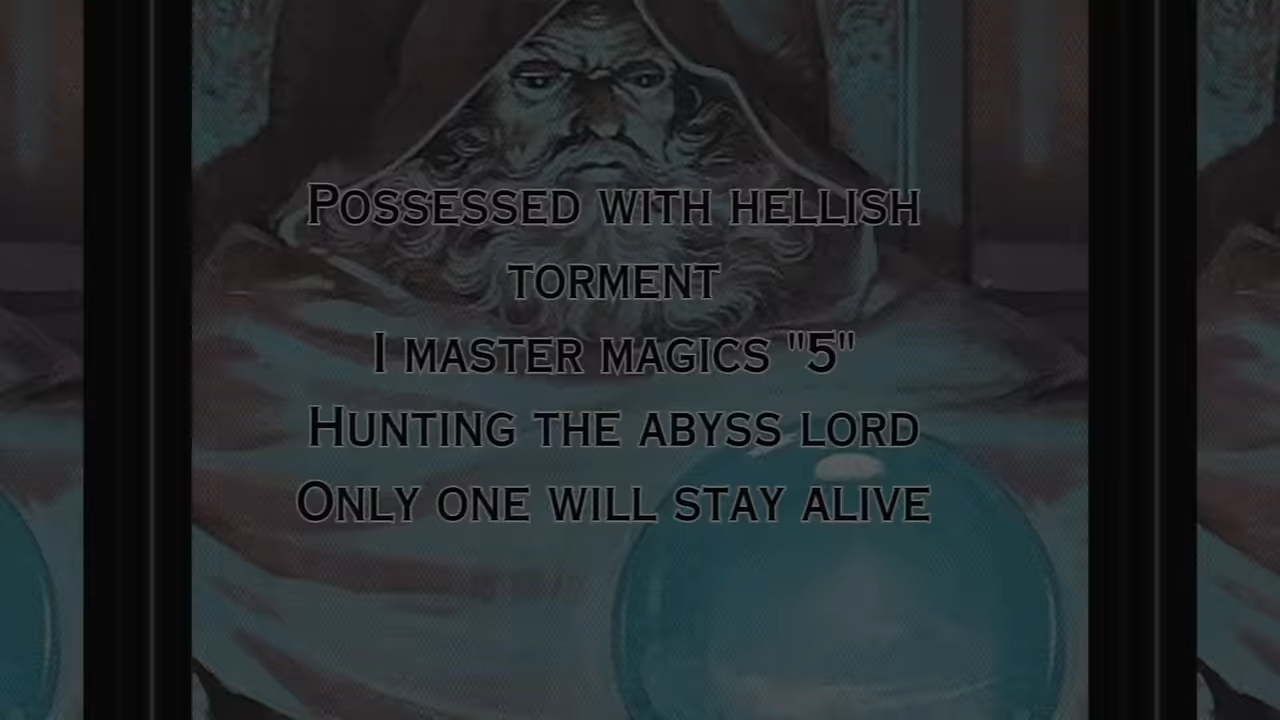 Possessed with hellish
torment
I master magics "5"
Hunting the abyss lord
Only one will stay alive